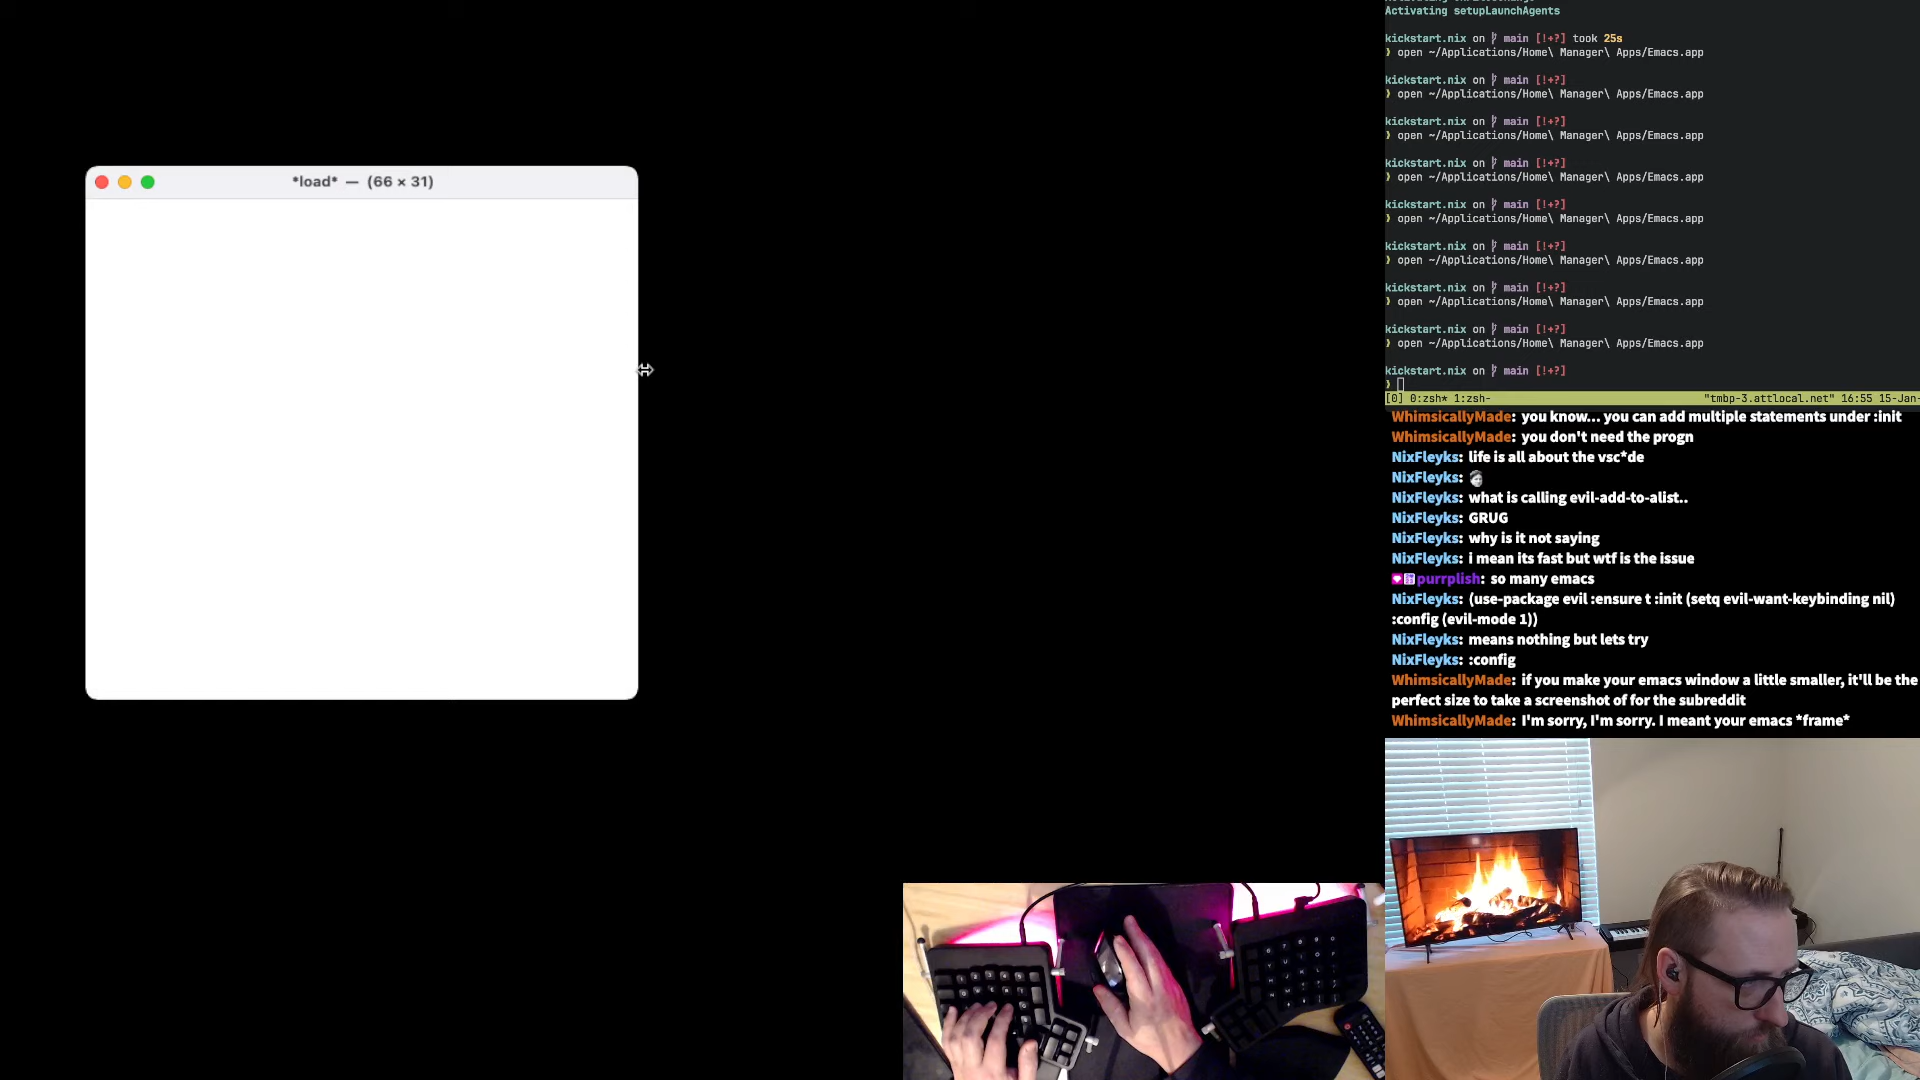 *load* — (66 × 31)
Activating setupLaunchAgents
kickstart.nix on main [!+?] took 25s
❯ open ~/Applications/Home\ Manager\ Apps/Emacs.app
kickstart.nix on main [!+?]
❯ open ~/Applications/Home\ Manager\ Apps/Emacs.app
kickstart.nix on main [!+?]
❯ open ~/Applications/Home\ Manager\ Apps/Emacs.app
kickstart.nix on main [!+?]
❯ open ~/Applications/Home\ Manager\ Apps/Emacs.app
kickstart.nix on main [!+?]
❯ open ~/Applications/Home\ Manager\ Apps/Emacs.app
kickstart.nix on main [!+?]
❯ open ~/Applications/Home\ Manager\ Apps/Emacs.app
kickstart.nix on main [!+?]
❯ open ~/Applications/Home\ Manager\ Apps/Emacs.app
kickstart.nix on main [!+?]
❯ open ~/Applications/Home\ Manager\ Apps/Emacs.app
kickstart.nix on main [!+?]
❯
[0] 0:zsh* 1:zsh- "tmbp-3.attlocal.net" 16:55 15-Jan-
WhimsicallyMade: you know... you can add multiple statements under :init
WhimsicallyMade: you don't need the progn
NixFleyks: life is all about the vsc*de
NixFleyks:
NixFleyks: what is calling evil-add-to-alist..
NixFleyks: GRUG
NixFleyks: why is it not saying
NixFleyks: i mean its fast but wtf is the issue
purrplish: so many emacs
NixFleyks: (use-package evil :ensure t :init (setq evil-want-keybinding nil)
:config (evil-mode 1))
NixFleyks: means nothing but lets try
NixFleyks: :config
WhimsicallyMade: if you make your emacs window a little smaller, it'll be the
perfect size to take a screenshot of for the subreddit
WhimsicallyMade: I'm sorry, I'm sorry. I meant your emacs *frame*